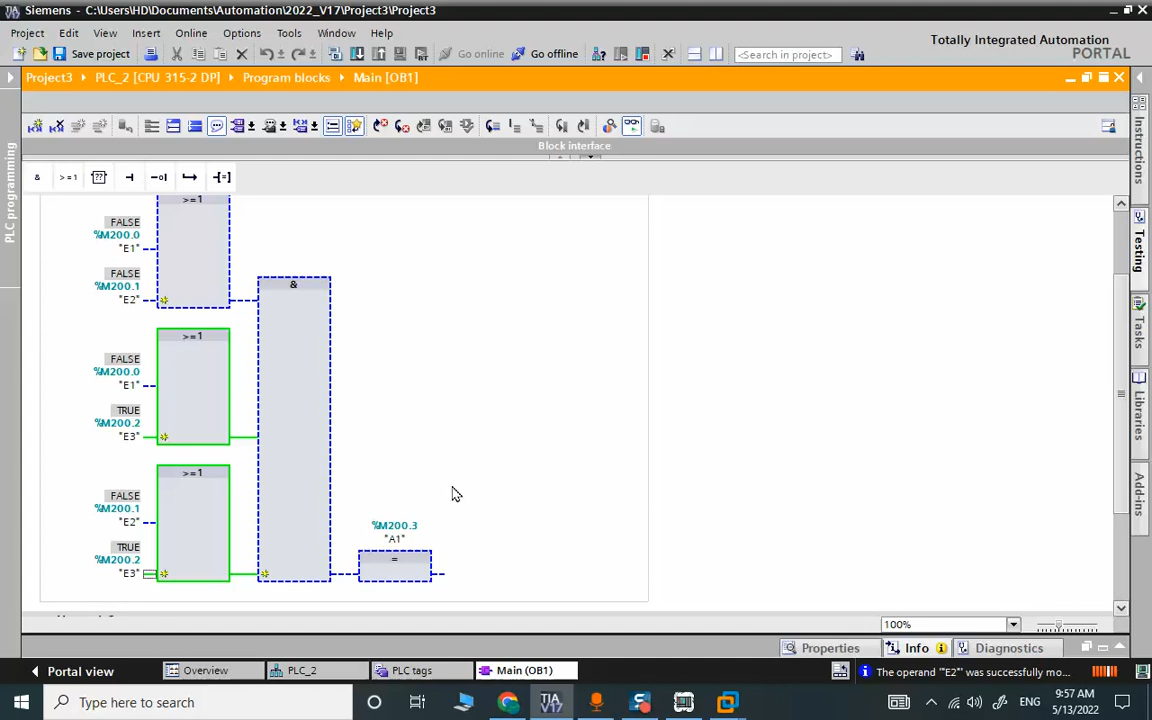 Siemens - C:\Users\HD\Documents\Automation\2022_V17\Project3\Project3
Project Edit View Insert Online Options Tools Window Help
Totally Integrated Automation
PORTAL
Save project Go online Go offline <Search in project>
Project3 PLC_2 [CPU 315-2 DP] Program blocks Main [OB1]
Block interface
& >=1 ?? -| -o| [=]
>=1
FALSE
%M200.0
"E1"
FALSE
%M200.1
"E2"
&
>=1
FALSE
%M200.0
"E1"
TRUE
%M200.2
"E3"
>=1
FALSE
%M200.1
"E2"
TRUE
%M200.2
"E3"
%M200.3
"A1"
=
PLC programming
Instructions
Testing
Tasks
Libraries
Add-ins
100%
Properties Info Diagnostics
Portal view Overview PLC_2 PLC tags Main (OB1) The operand '"E2"' was successfully mo...
Type here to search
TIA V17
ENG
9:57 AM
5/13/2022